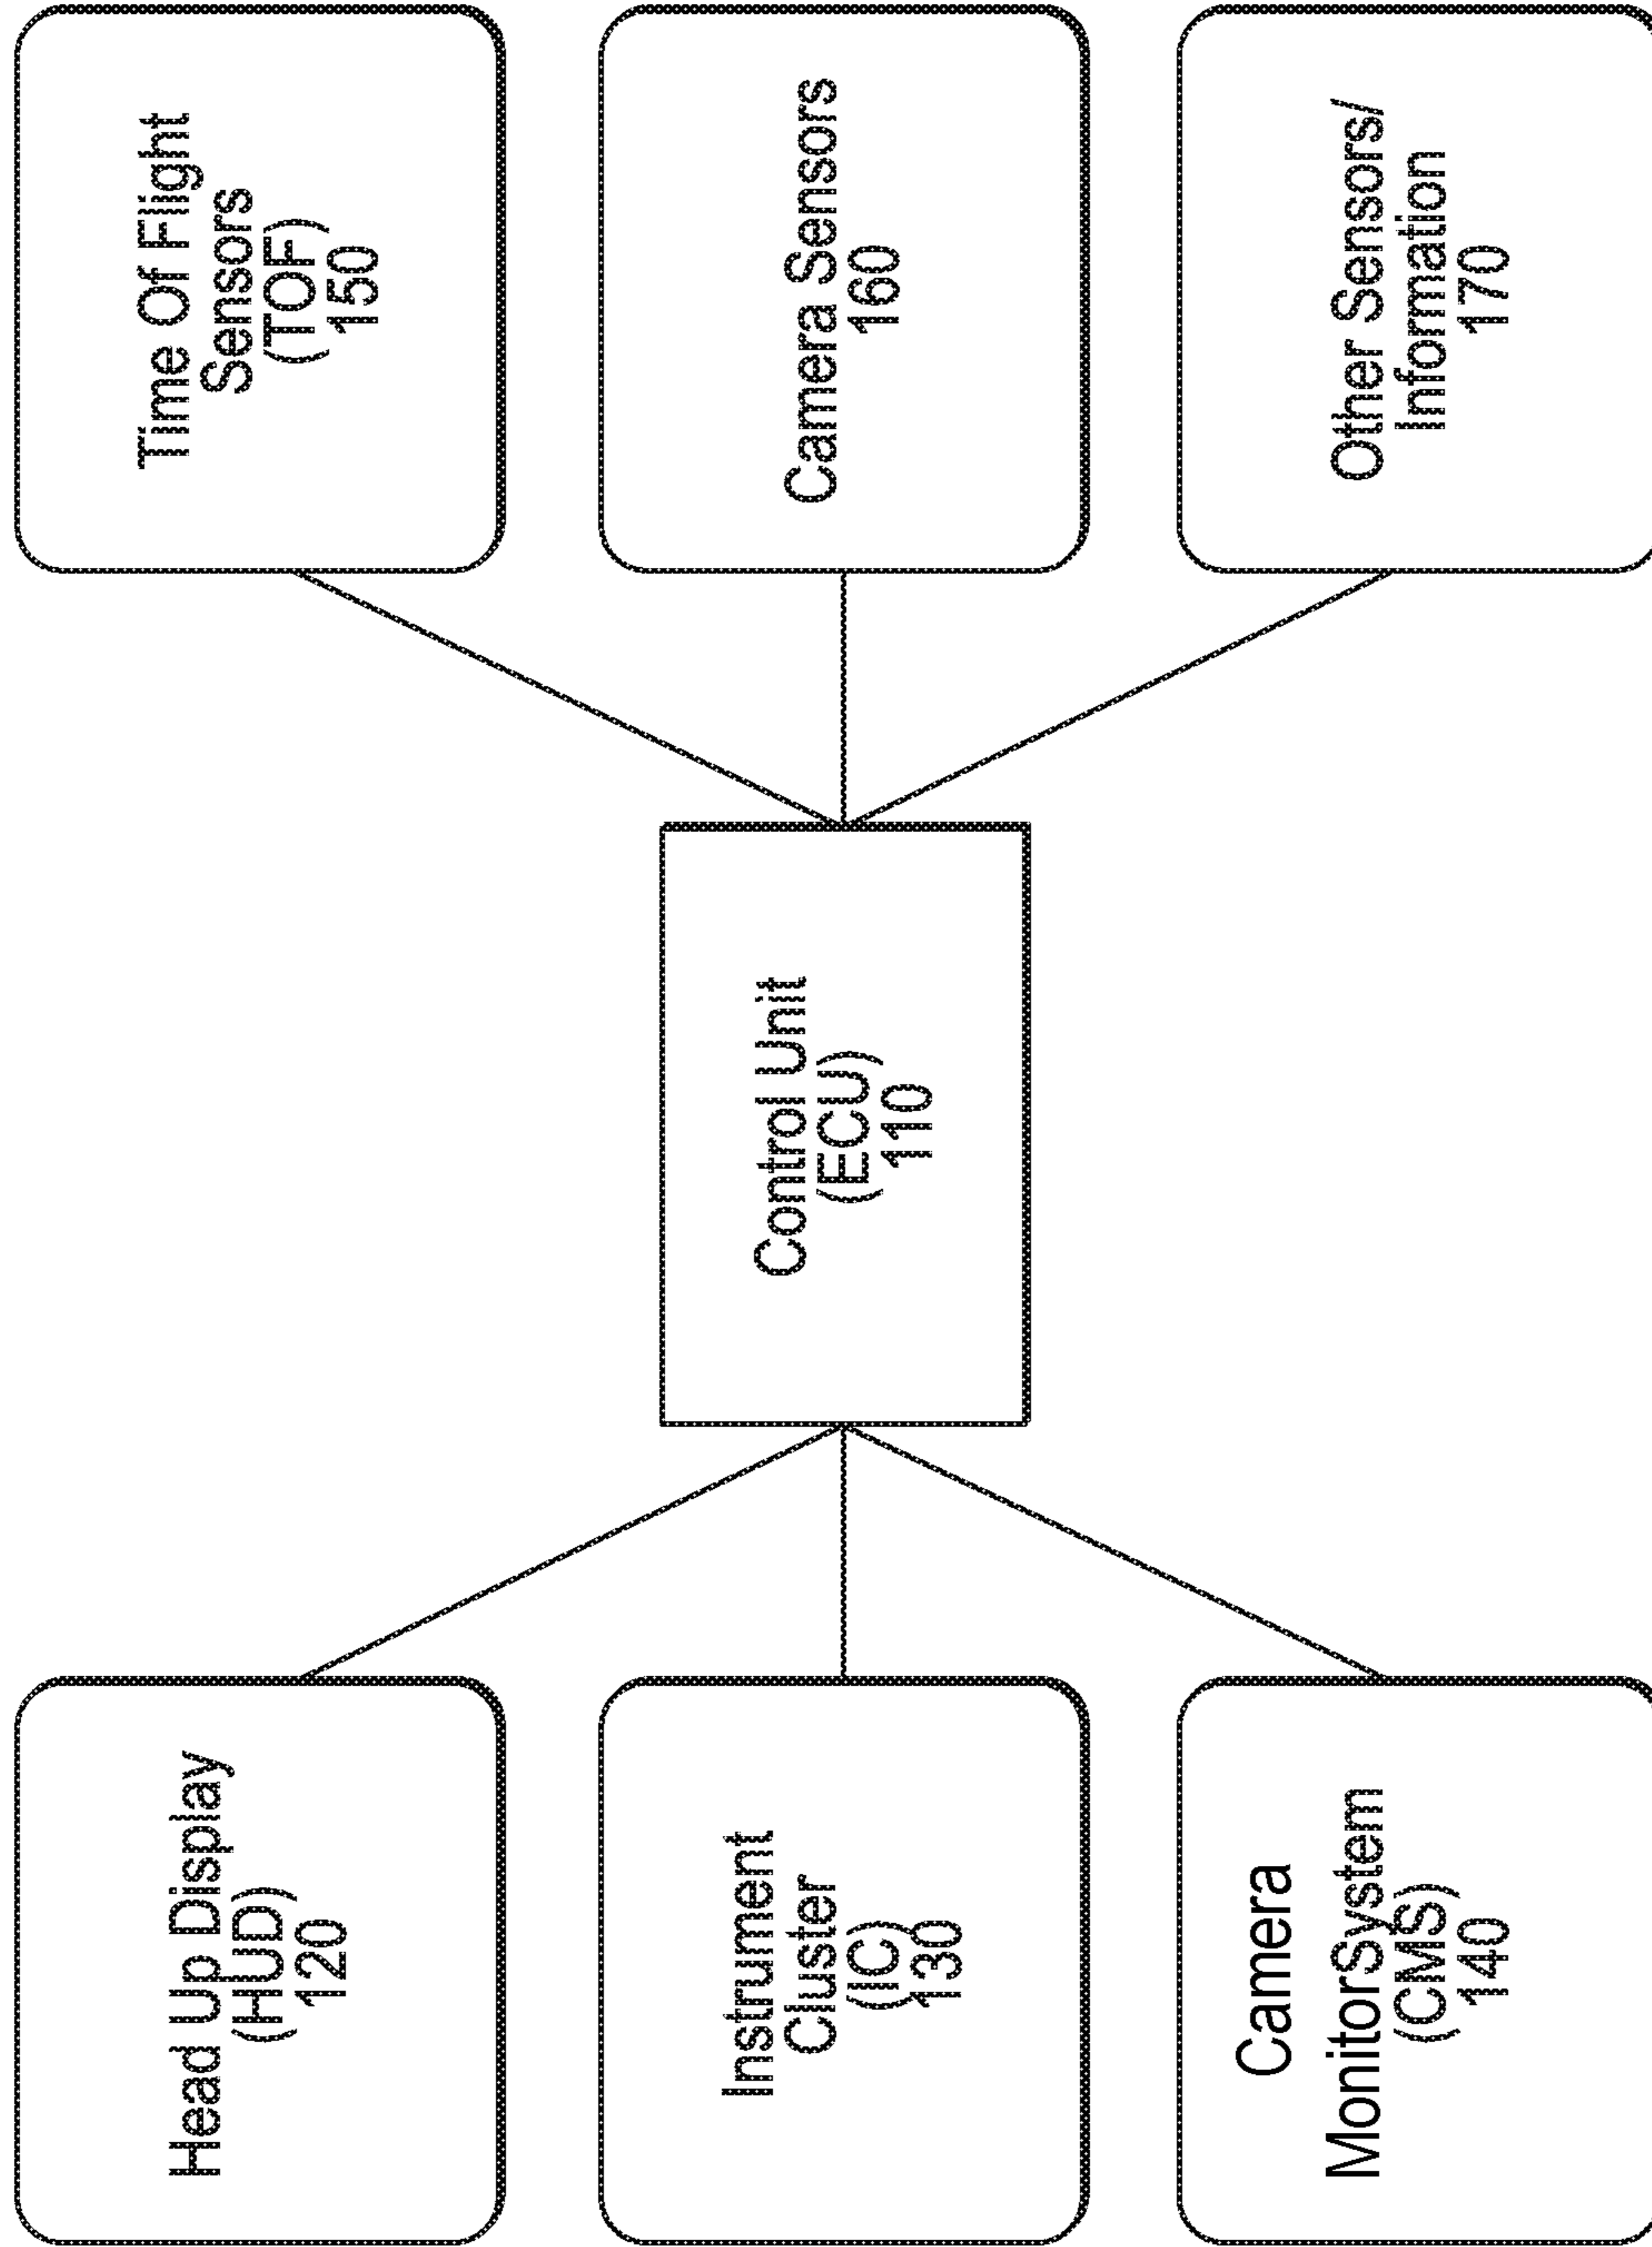 Head Up Display
(HUD)
120
Instrument
Cluster
(IC)
130
Camera
MonitorSystem
(CMS)
140
Control Unit
(ECU)
110
Time Of Flight
Sensors
(TOF)
150
Camera Sensors
160
Other Sensors/
Information
170